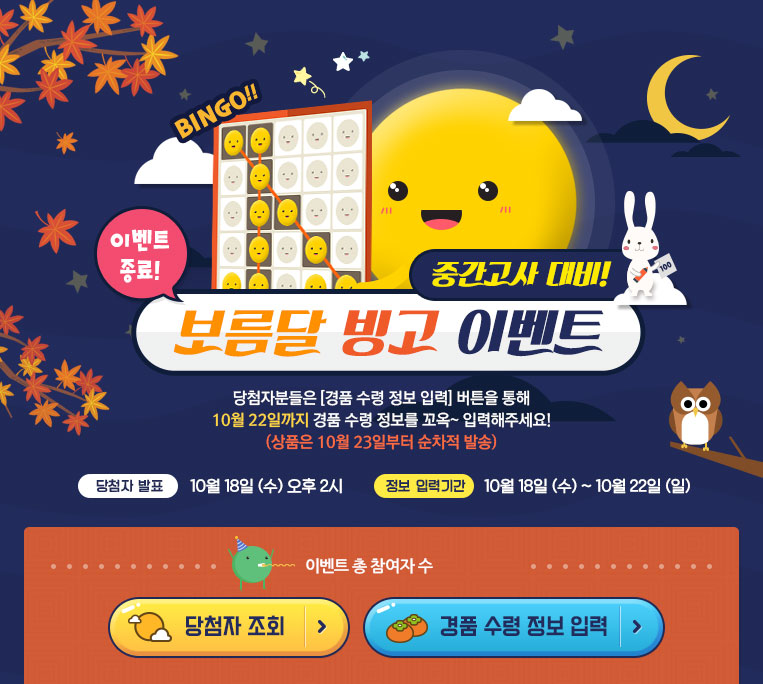 BINGO!!
이벤트
종료!
중간고사 대비!
100
보름달 빙고 이벤트
당첨자분들은 [경품 수령 정보 입력] 버튼을 통해
10월 22일까지 경품 수령 정보를 꼬옥~ 입력해주세요!
(상품은 10월 23일부터 순차적 발송)
당첨자 발표 10월 18일 (수) 오후 2시 정보 입력기간 10월 18일 (수) ~ 10월 22일 (일)
이벤트 총 참여자 수
당첨자 조회 경품 수령 정보 입력